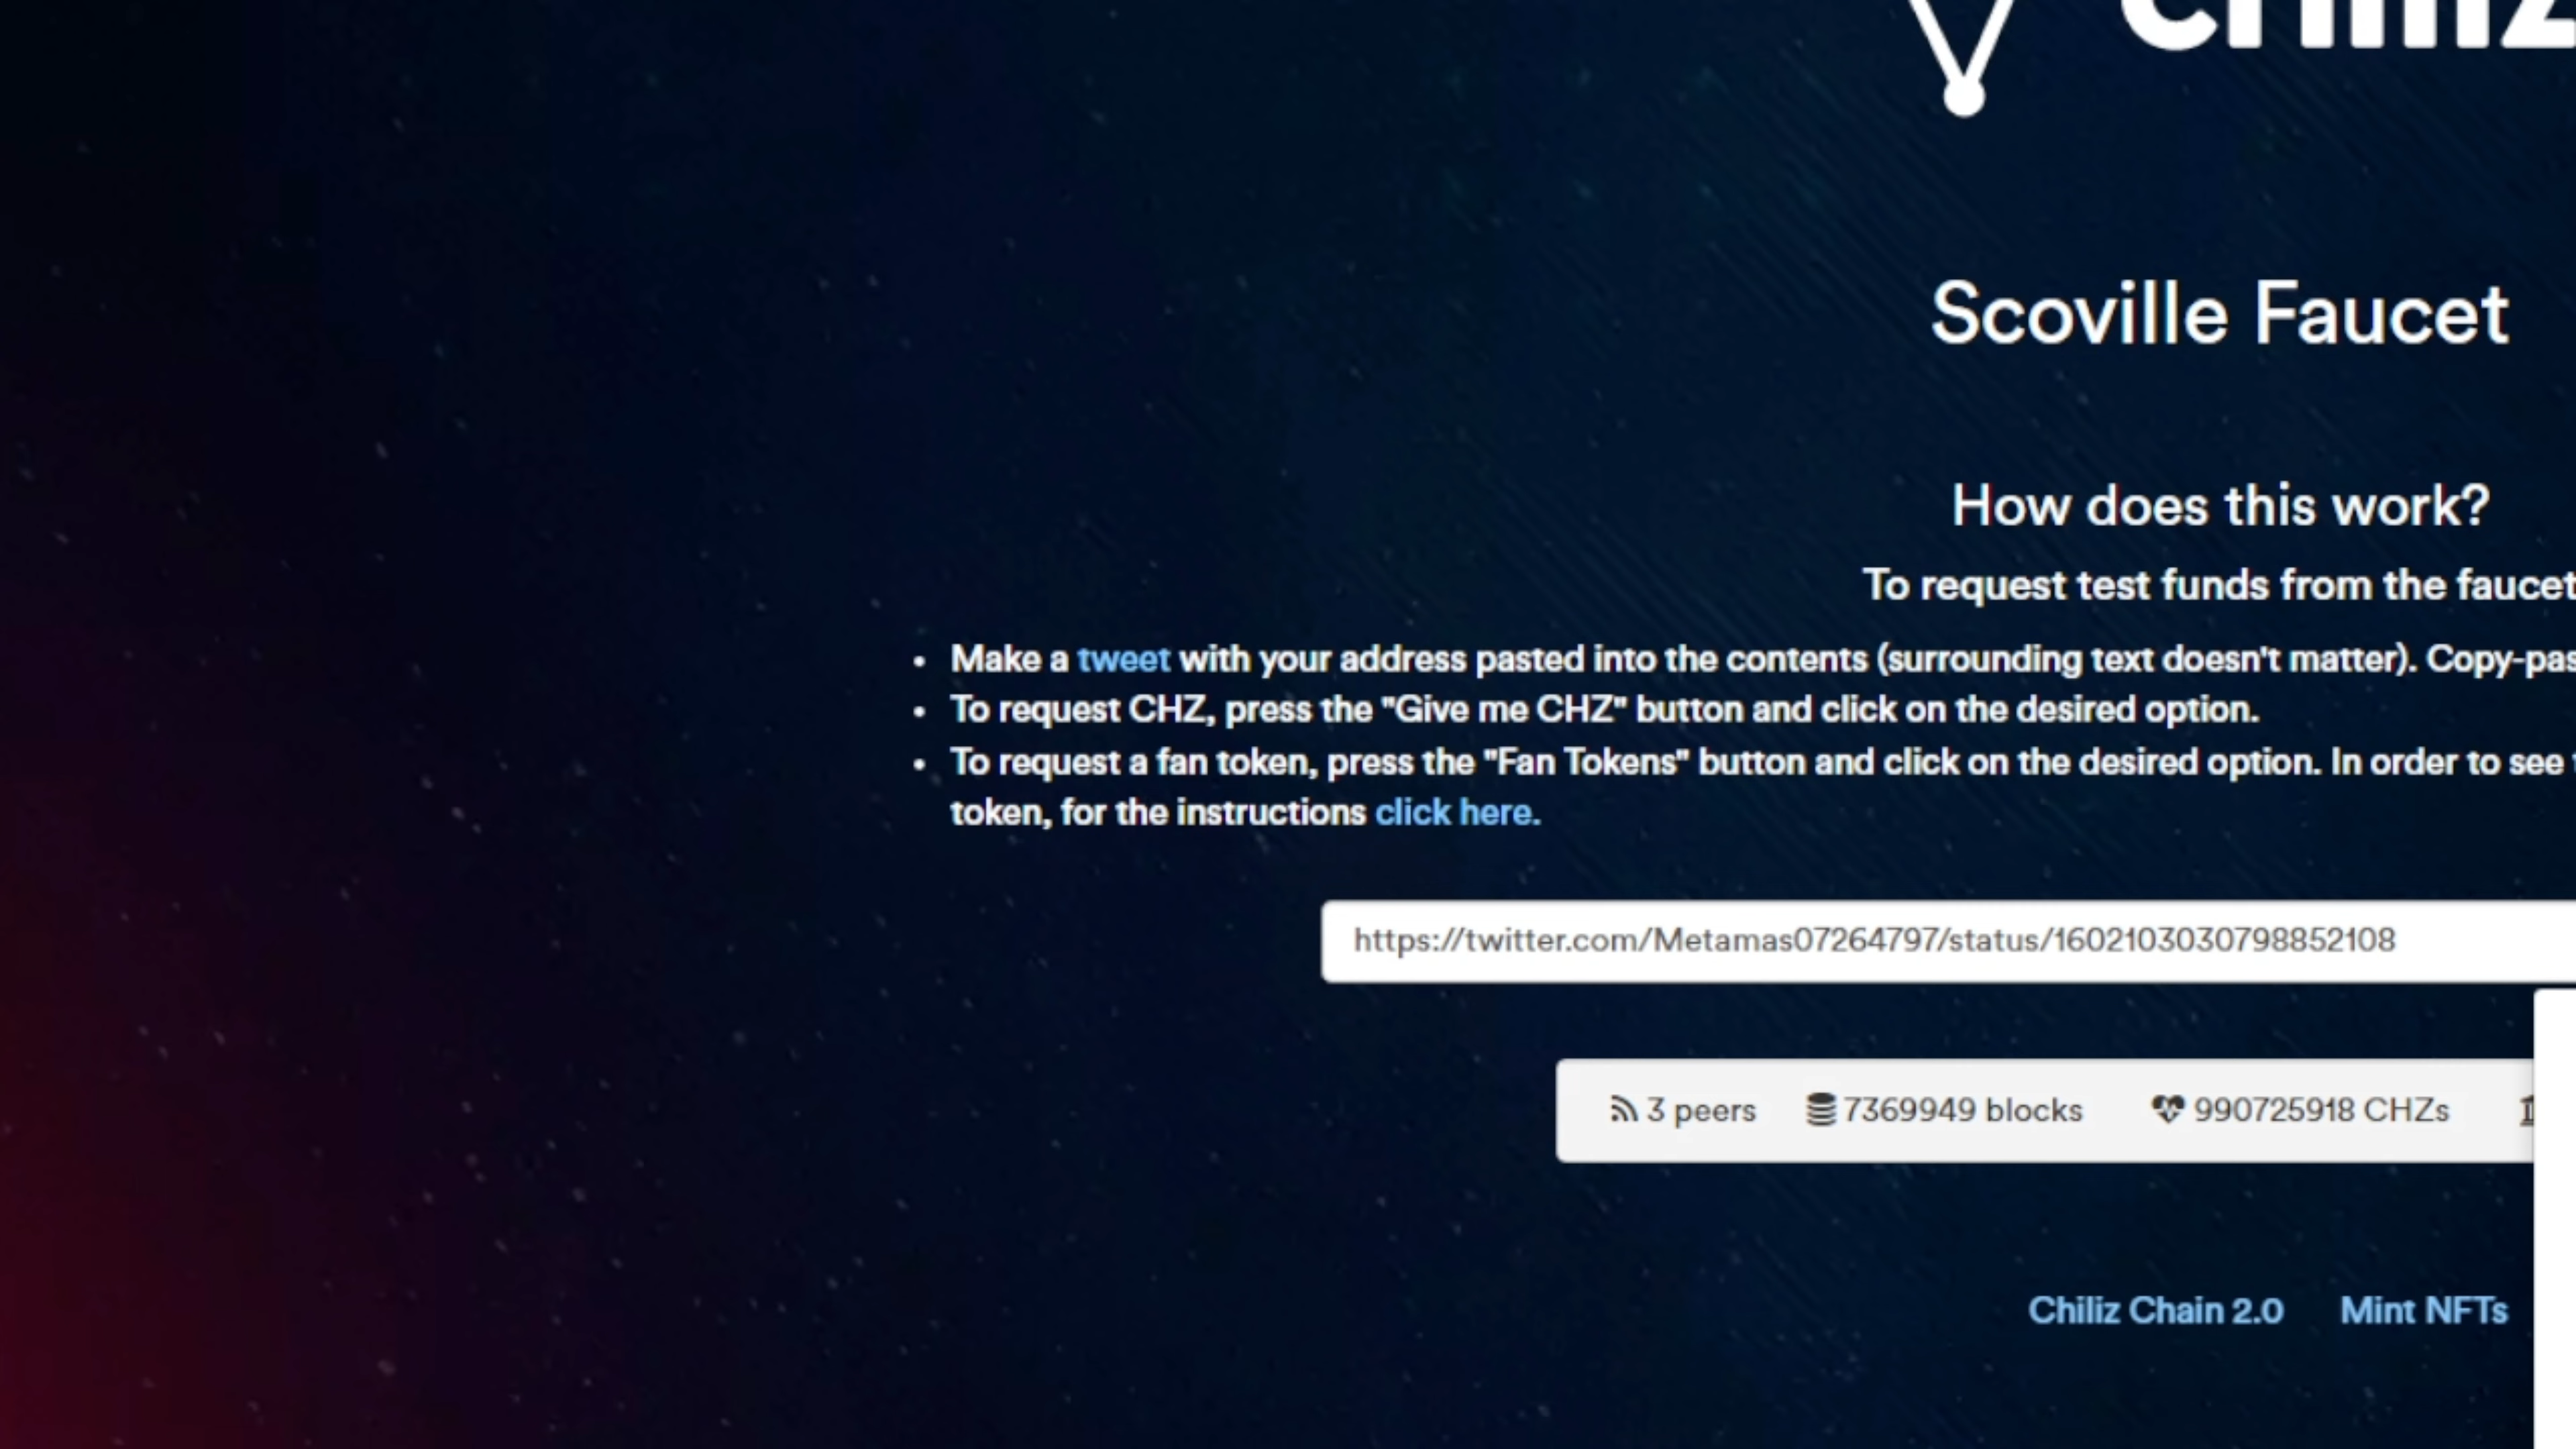 chiliz
Scoville Faucet
How does this work?
To request test funds from the faucet
• Make a tweet with your address pasted into the contents (surrounding text doesn't matter). Copy-pas
• To request CHZ, press the "Give me CHZ" button and click on the desired option.
• To request a fan token, press the "Fan Tokens" button and click on the desired option. In order to see
token, for the instructions click here.
https://twitter.com/Metamas07264797/status/1602103030798852108
3 peers 7369949 blocks 990725918 CHZs
Chiliz Chain 2.0 Mint NFTs